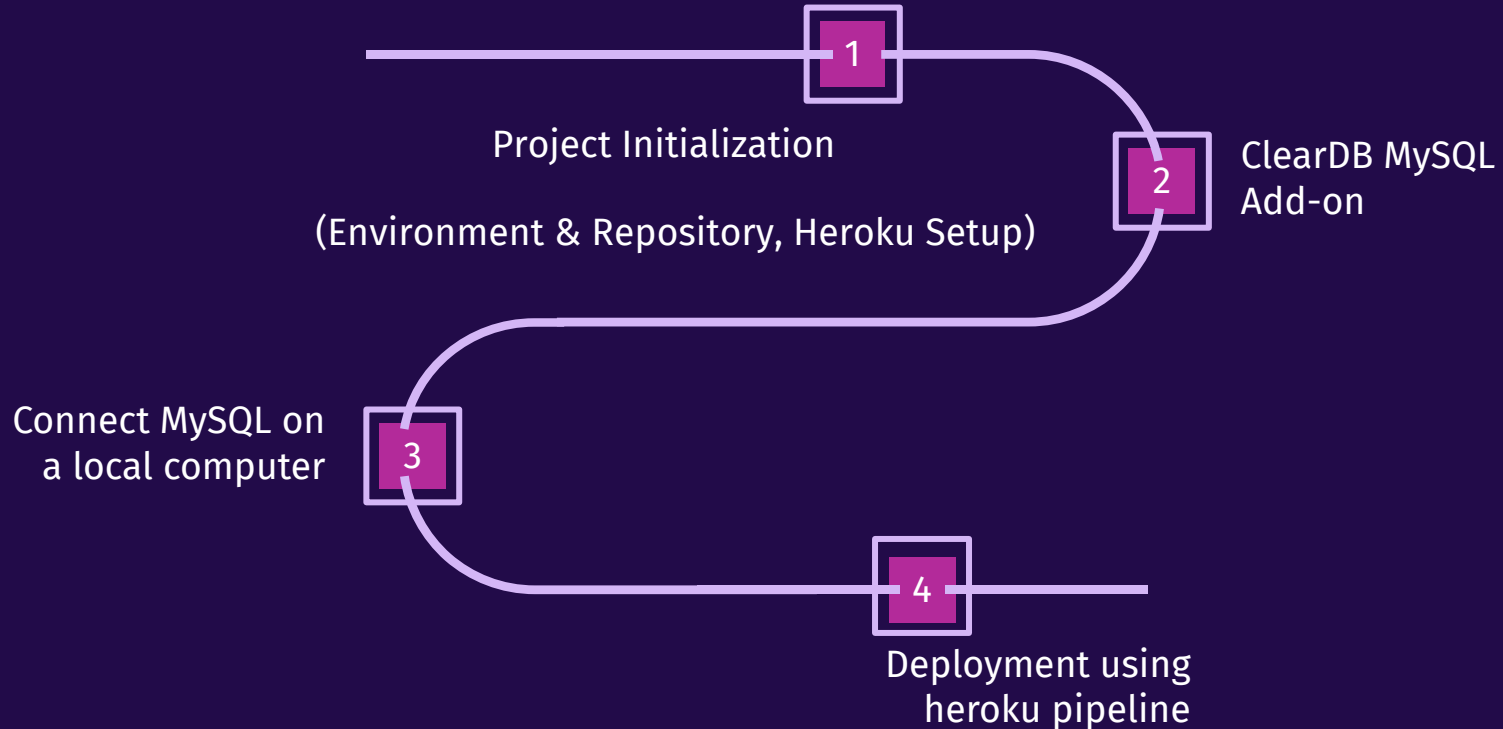 1
Project Initialization
(Environment & Repository, Heroku Setup)
2
ClearDB MySQL
Add-on
3
Connect MySQL on
a local computer
4
Deployment using
heroku pipeline